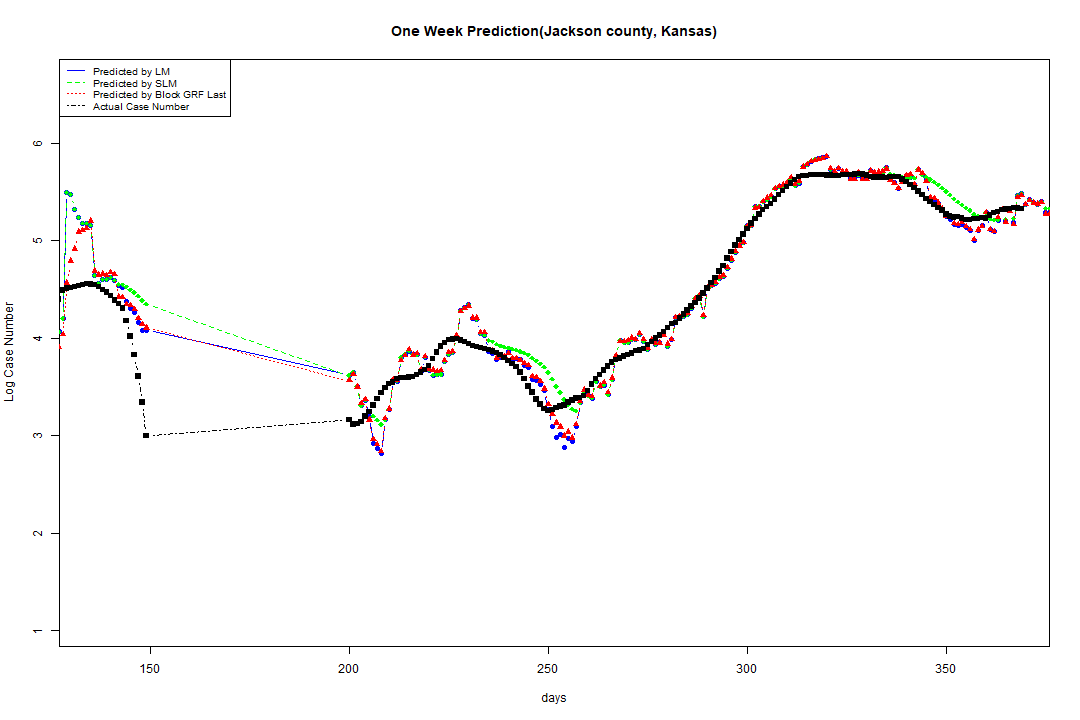 One Week Prediction(Jackson county, Kansas)
Predicted by LM
Predicted by SLM
Predicted by Block GRF Last
Actual Case Number
6
5
4
3
2
1
Log Case Number
150 200 250 300 350
days